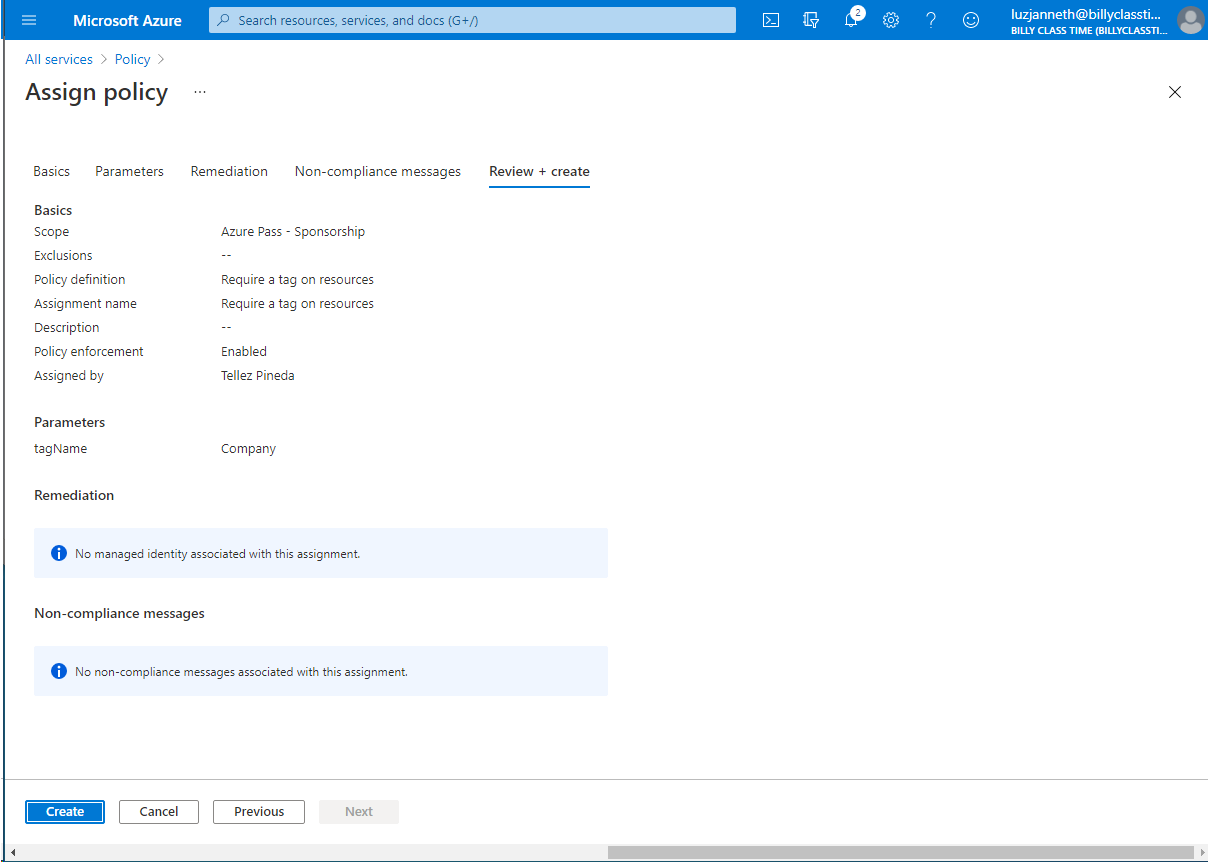 Microsoft Azure
Search resources, services, and docs (G+/)
2
luzjanneth@billyclassti...
BILLY CLASS TIME (BILLYCLASSTI...
All services > Policy >
Assign policy ...
Basics Parameters Remediation Non-compliance messages Review + create
Basics
Scope Azure Pass - Sponsorship
Exclusions --
Policy definition Require a tag on resources
Assignment name Require a tag on resources
Description --
Policy enforcement Enabled
Assigned by Tellez Pineda
Parameters
tagName Company
Remediation
No managed identity associated with this assignment.
Non-compliance messages
No non-compliance messages associated with this assignment.
Create Cancel Previous Next